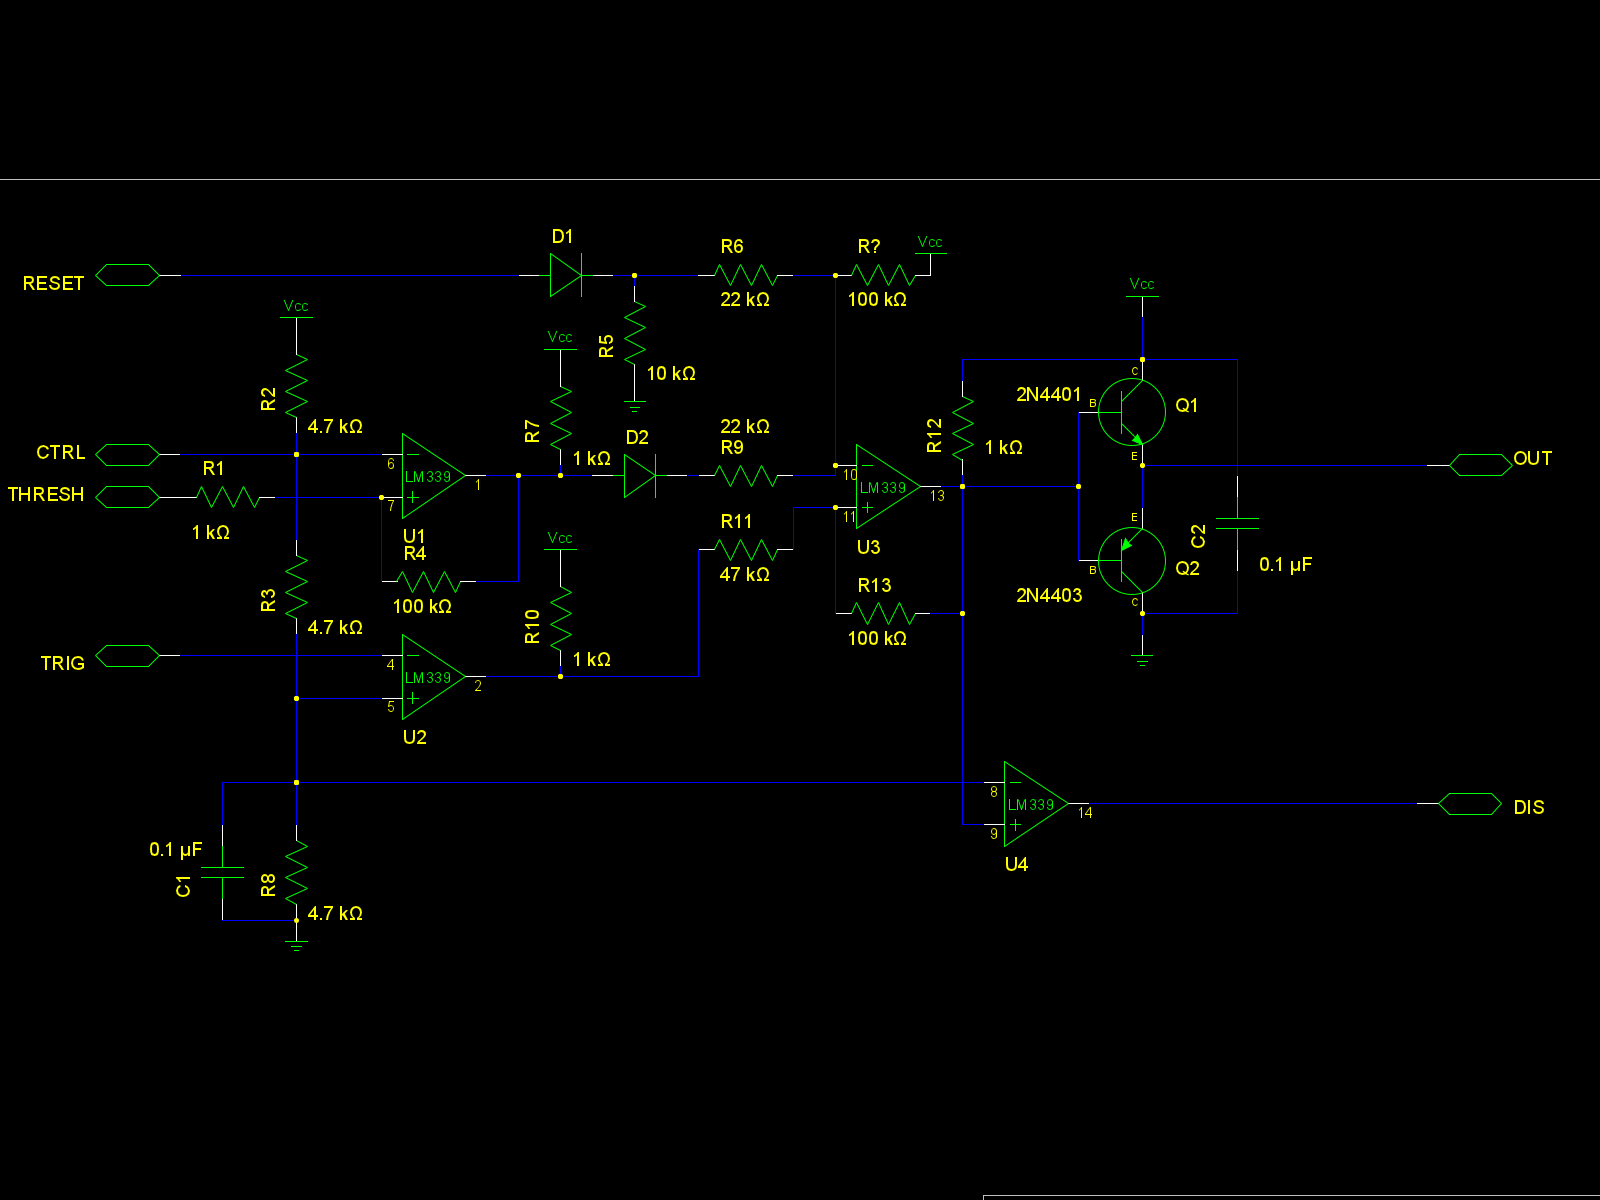 D1
R6
R?
Vcc
RESET
22 kΩ
100 kΩ
Vcc
Vcc
Vcc
R5
10 kΩ
R2
4.7 kΩ
R7
1 kΩ
D2
22 kΩ
R9
2N4401
C
B
E
Q1
R12
1 kΩ
CTRL
R1
THRESH
1 kΩ
6
7
LM339
1
U1
R4
100 kΩ
10
11
LM339
13
U3
OUT
R11
47 kΩ
Vcc
R13
100 kΩ
E
B
C
Q2
2N4403
C2
0.1 µF
R3
4.7 kΩ
R10
1 kΩ
TRIG
4
5
LM339
2
U2
8
9
LM339
14
U4
DIS
0.1 µF
C1
R8
4.7 kΩ